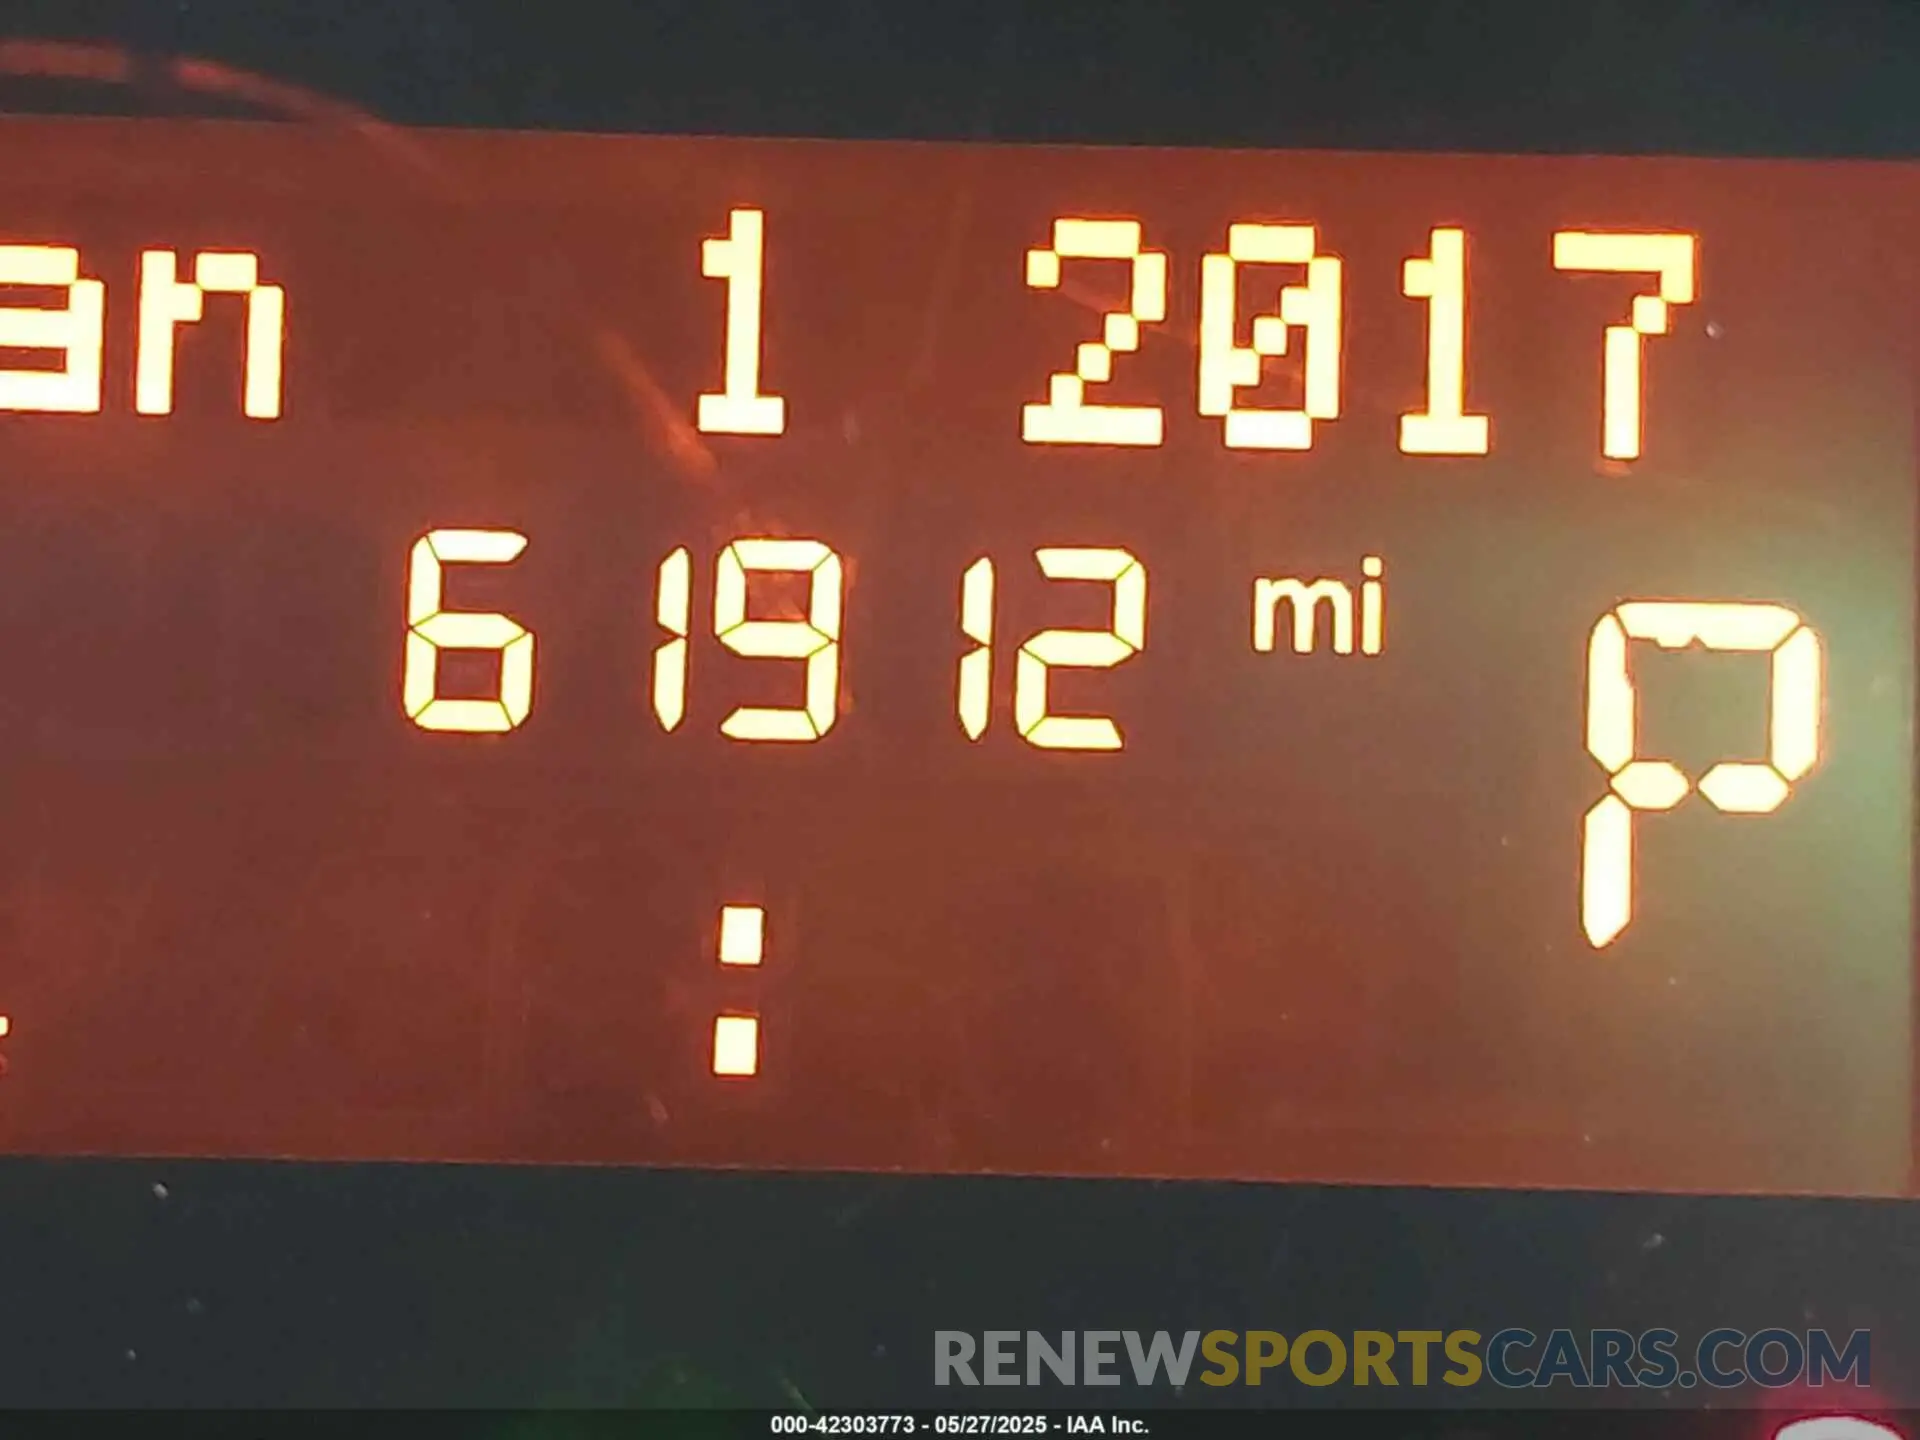 an 1 2017
61912 mi P
:
RENEWSPORTSCARS.COM
000-42303773 - 05/27/2025 - IAA Inc.